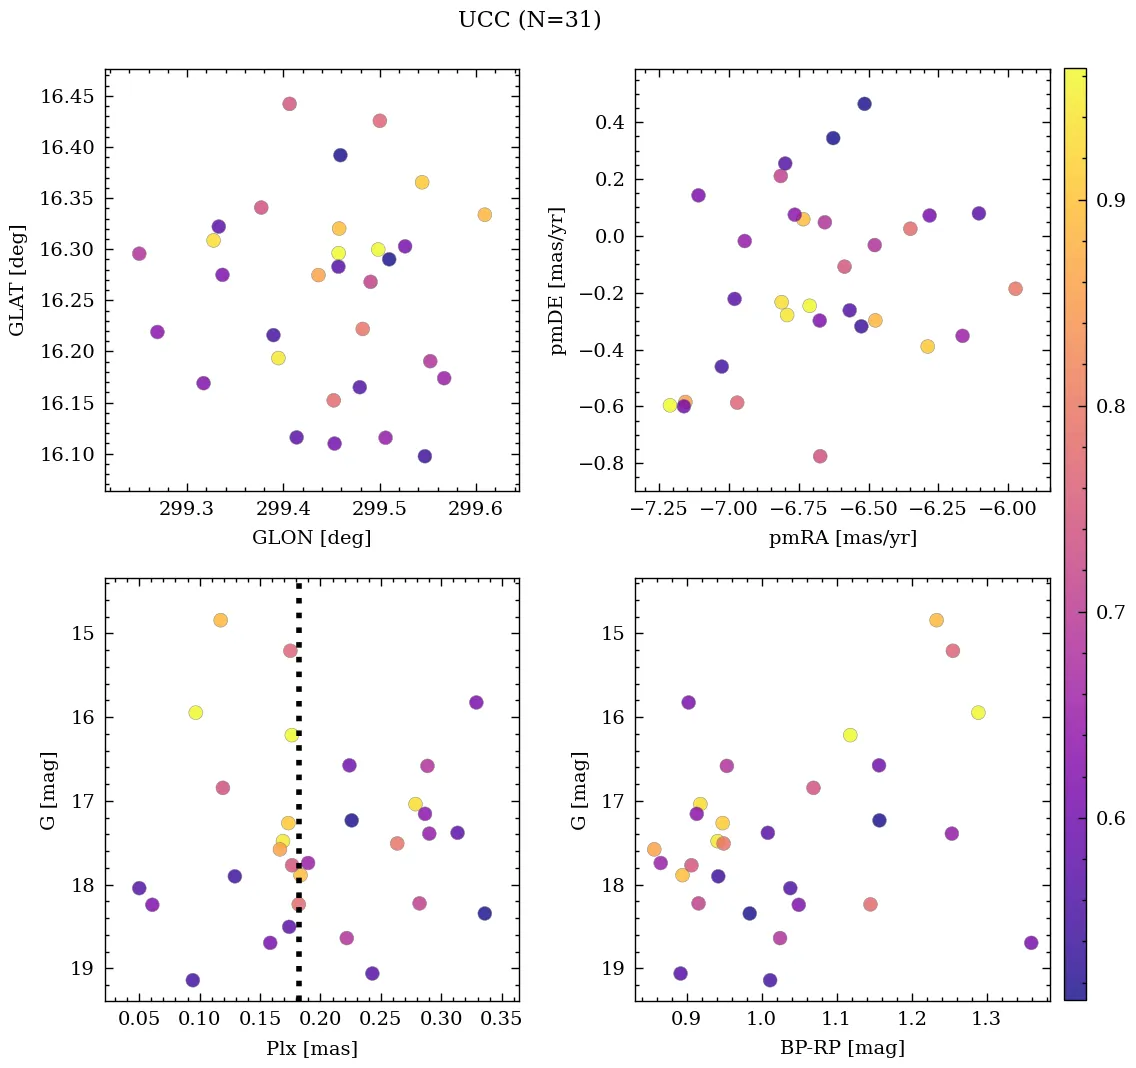 UCC (N=31)
16.45
16.40
16.35
16.30
16.25
16.20
16.15
16.10
GLAT [deg]
299.3 299.4 299.5 299.6
GLON [deg]
0.4
0.2
0.0
−0.2
−0.4
−0.6
−0.8
pmDE [mas/yr]
−7.25 −7.00 −6.75 −6.50 −6.25 −6.00
pmRA [mas/yr]
15
16
17
18
19
G [mag]
0.05 0.10 0.15 0.20 0.25 0.30 0.35
Plx [mas]
15
16
17
18
19
G [mag]
0.9 1.0 1.1 1.2 1.3
BP-RP [mag]
0.9
0.8
0.7
0.6